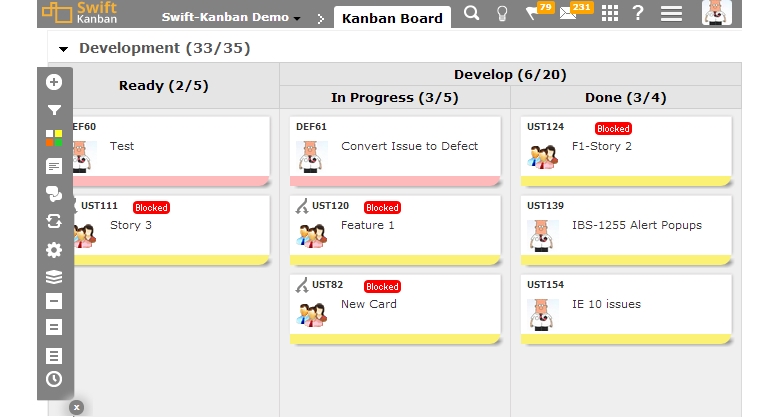 Swift
Kanban
Swift-Kanban Demo
Kanban Board
79
231
?
Development (33/35)
Ready (2/5)
Develop (6/20)
In Progress (3/5)
Done (3/4)
EF60
Test
UST111 Blocked
Story 3
DEF61
Convert Issue to Defect
UST120 Blocked
Feature 1
UST82 Blocked
New Card
UST124 Blocked
F1-Story 2
UST139
IBS-1255 Alert Popups
UST154
IE 10 issues
x